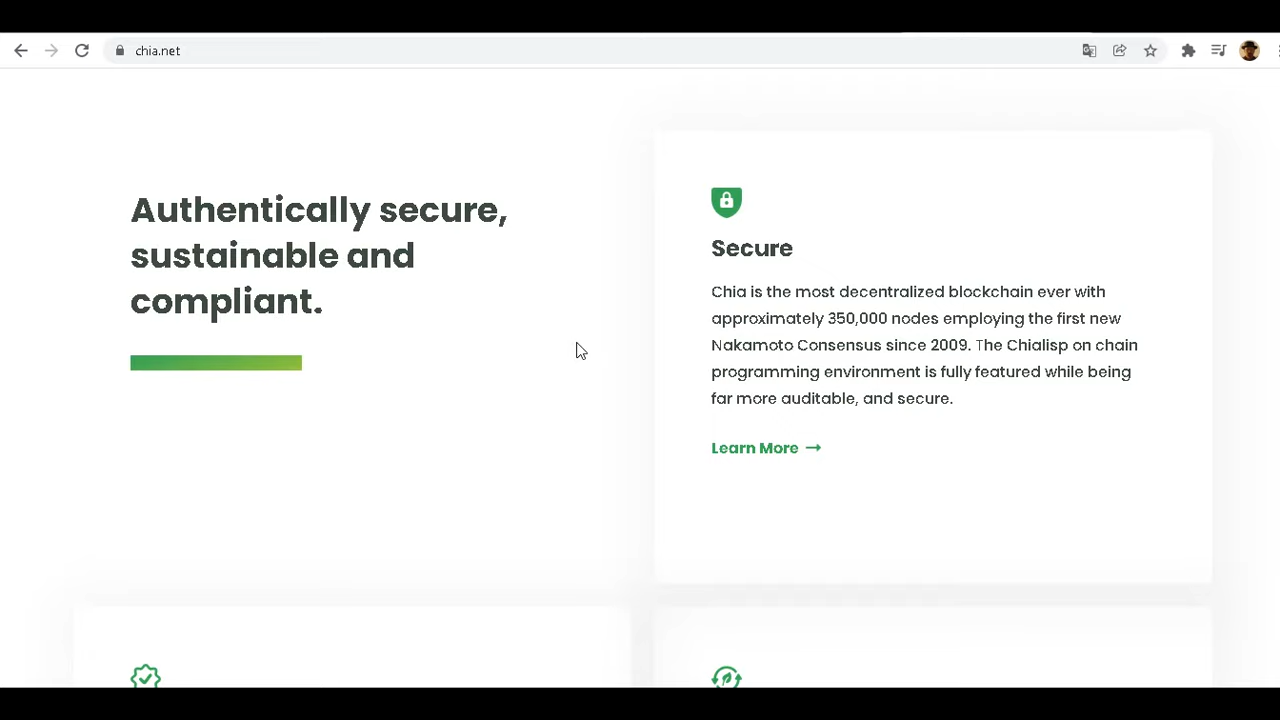 chia.net
Authentically secure,
sustainable and
compliant.
Secure
Chia is the most decentralized blockchain ever with
approximately 350,000 nodes employing the first new
Nakamoto Consensus since 2009. The Chialisp on chain
programming environment is fully featured while being
far more auditable, and secure.
Learn More →